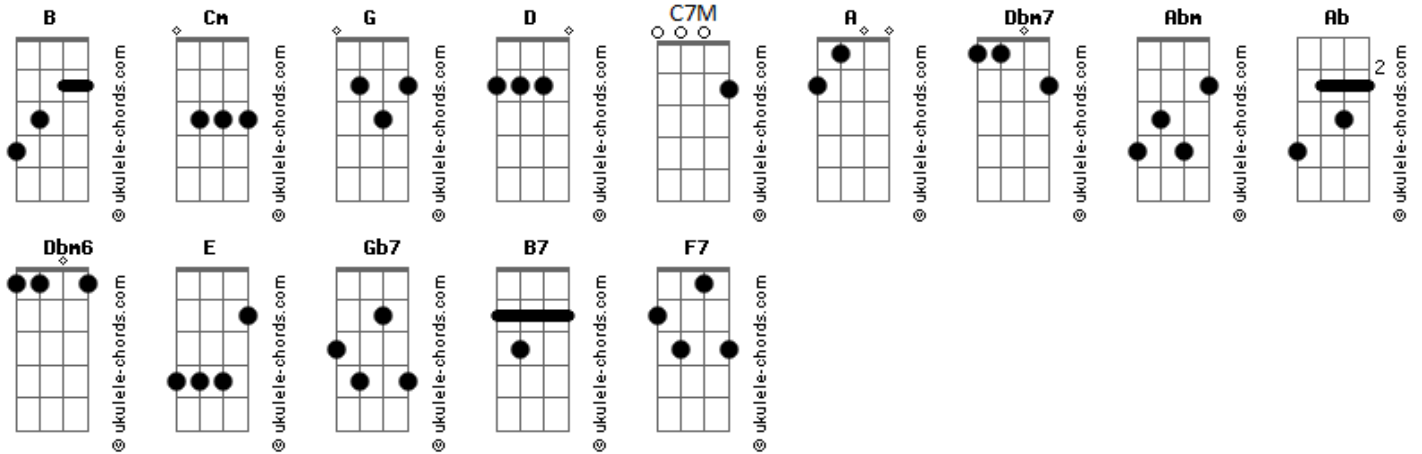 B Cm G D C7M A Dbm7 Abm Ab
2
© ukulele-chords.com © ukulele-chords.com © ukulele-chords.com © ukulele-chords.com © ukulele-chords.com © ukulele-chords.com © ukulele-chords.com © ukulele-chords.com © ukulele-chords.com
Dbm6 E Gb7 B7 F7
© ukulele-chords.com © ukulele-chords.com © ukulele-chords.com © ukulele-chords.com © ukulele-chords.com